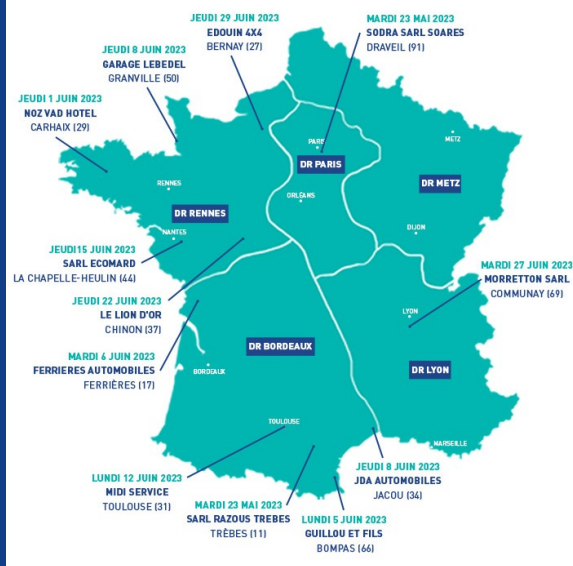 JEUDI 29 JUIN 2023
EDOUIN 4X4
BERNAY (27)
MARDI 23 MAI 2023
SODRA SARL SOARES
DRAVEIL (91)
JEUDI 8 JUIN 2023
GARAGE LEBEDEL
GRANVILLE (50)
JEUDI 1 JUIN 2023
NOZ VAD HOTEL
CARHAIX (29)
PARIS
METZ
DR PARIS
DR METZ
RENNES
ORLÉANS
DR RENNES
NANTES
DIJON
JEUDI15 JUIN 2023
SARL ECOMARD
LA CHAPELLE-HEULIN (44)
MARDI 27 JUIN 2023
MORRETTON SARL
COMMUNAY (69)
JEUDI 22 JUIN 2023
LE LION D'OR
CHINON (37)
LYON
DR BORDEAUX
MARDI 6 JUIN 2023
FERRIERES AUTOMOBILES
FERRIÈRES (17)
BORDEAUX
DR LYON
TOULOUSE
MARSEILLE
LUNDI 12 JUIN 2023
MIDI SERVICE
TOULOUSE (31)
JEUDI 8 JUIN 2023
JDA AUTOMOBILES
JACOU (34)
MARDI 23 MAI 2023
SARL RAZOUS TREBES
TRÈBES (11)
LUNDI 5 JUIN 2023
GUILLOU ET FILS
BOMPAS (66)